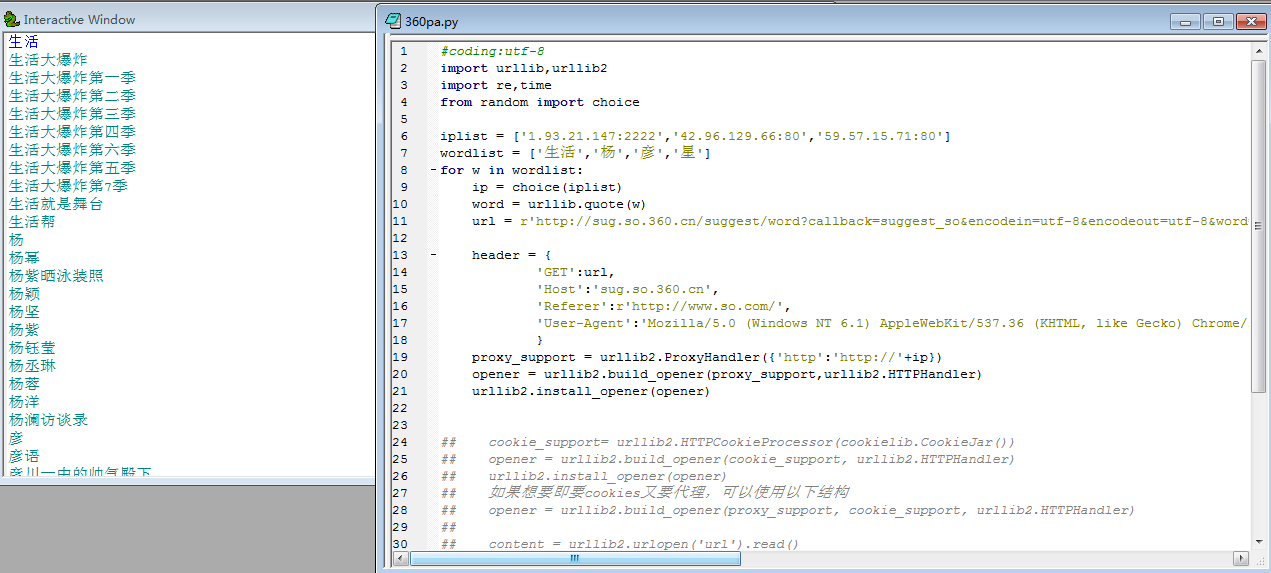 Interactive Window
生活
生活大爆炸
生活大爆炸第一季
生活大爆炸第二季
生活大爆炸第三季
生活大爆炸第四季
生活大爆炸第六季
生活大爆炸第五季
生活大爆炸第7季
生活就是舞台
生活帮
杨
杨幂
杨紫晒泳装照
杨颖
杨坚
杨紫
杨钰莹
杨丞琳
杨蓉
杨洋
杨澜访谈录
彦
彦语
彦川一中的帅气殿下
360pa.py
1 #coding:utf-8
2 import urllib,urllib2
3 import re,time
4 from random import choice
5
6 iplist = ['1.93.21.147:2222','42.96.129.66:80','59.57.15.71:80']
7 wordlist = ['生活','杨','彦','星']
8 for w in wordlist:
9 ip = choice(iplist)
10 word = urllib.quote(w)
11 url = r'http://sug.so.360.cn/suggest/word?callback=suggest_so&encodein=utf-8&encodeout=utf-8&word
12
13 header = {
14 'GET':url,
15 'Host':'sug.so.360.cn',
16 'Referer':r'http://www.so.com/',
17 'User-Agent':'Mozilla/5.0 (Windows NT 6.1) AppleWebKit/537.36 (KHTML, like Gecko) Chrome/
18 }
19 proxy_support = urllib2.ProxyHandler({'http':'http://'+ip})
20 opener = urllib2.build_opener(proxy_support,urllib2.HTTPHandler)
21 urllib2.install_opener(opener)
22
23
24 ## cookie_support= urllib2.HTTPCookieProcessor(cookielib.CookieJar())
25 ## opener = urllib2.build_opener(cookie_support, urllib2.HTTPHandler)
26 ## urllib2.install_opener(opener)
27 ## 如果想要即要cookies又要代理，可以使用以下结构
28 ## opener = urllib2.build_opener(proxy_support, cookie_support, urllib2.HTTPHandler)
29 ##
30 ## content = urllib2.urlopen('url').read()